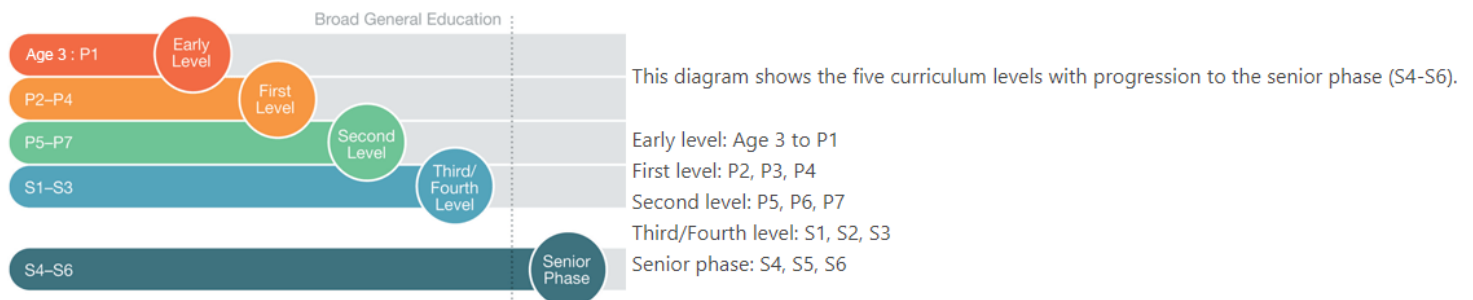 Broad General Education
Age 3 : P1
Early
Level
P2–P4
First
Level
P5–P7
Second
Level
S1–S3
Third/
Fourth
Level
S4–S6
Senior
Phase
This diagram shows the five curriculum levels with progression to the senior phase (S4-S6).
Early level: Age 3 to P1
First level: P2, P3, P4
Second level: P5, P6, P7
Third/Fourth level: S1, S2, S3
Senior phase: S4, S5, S6